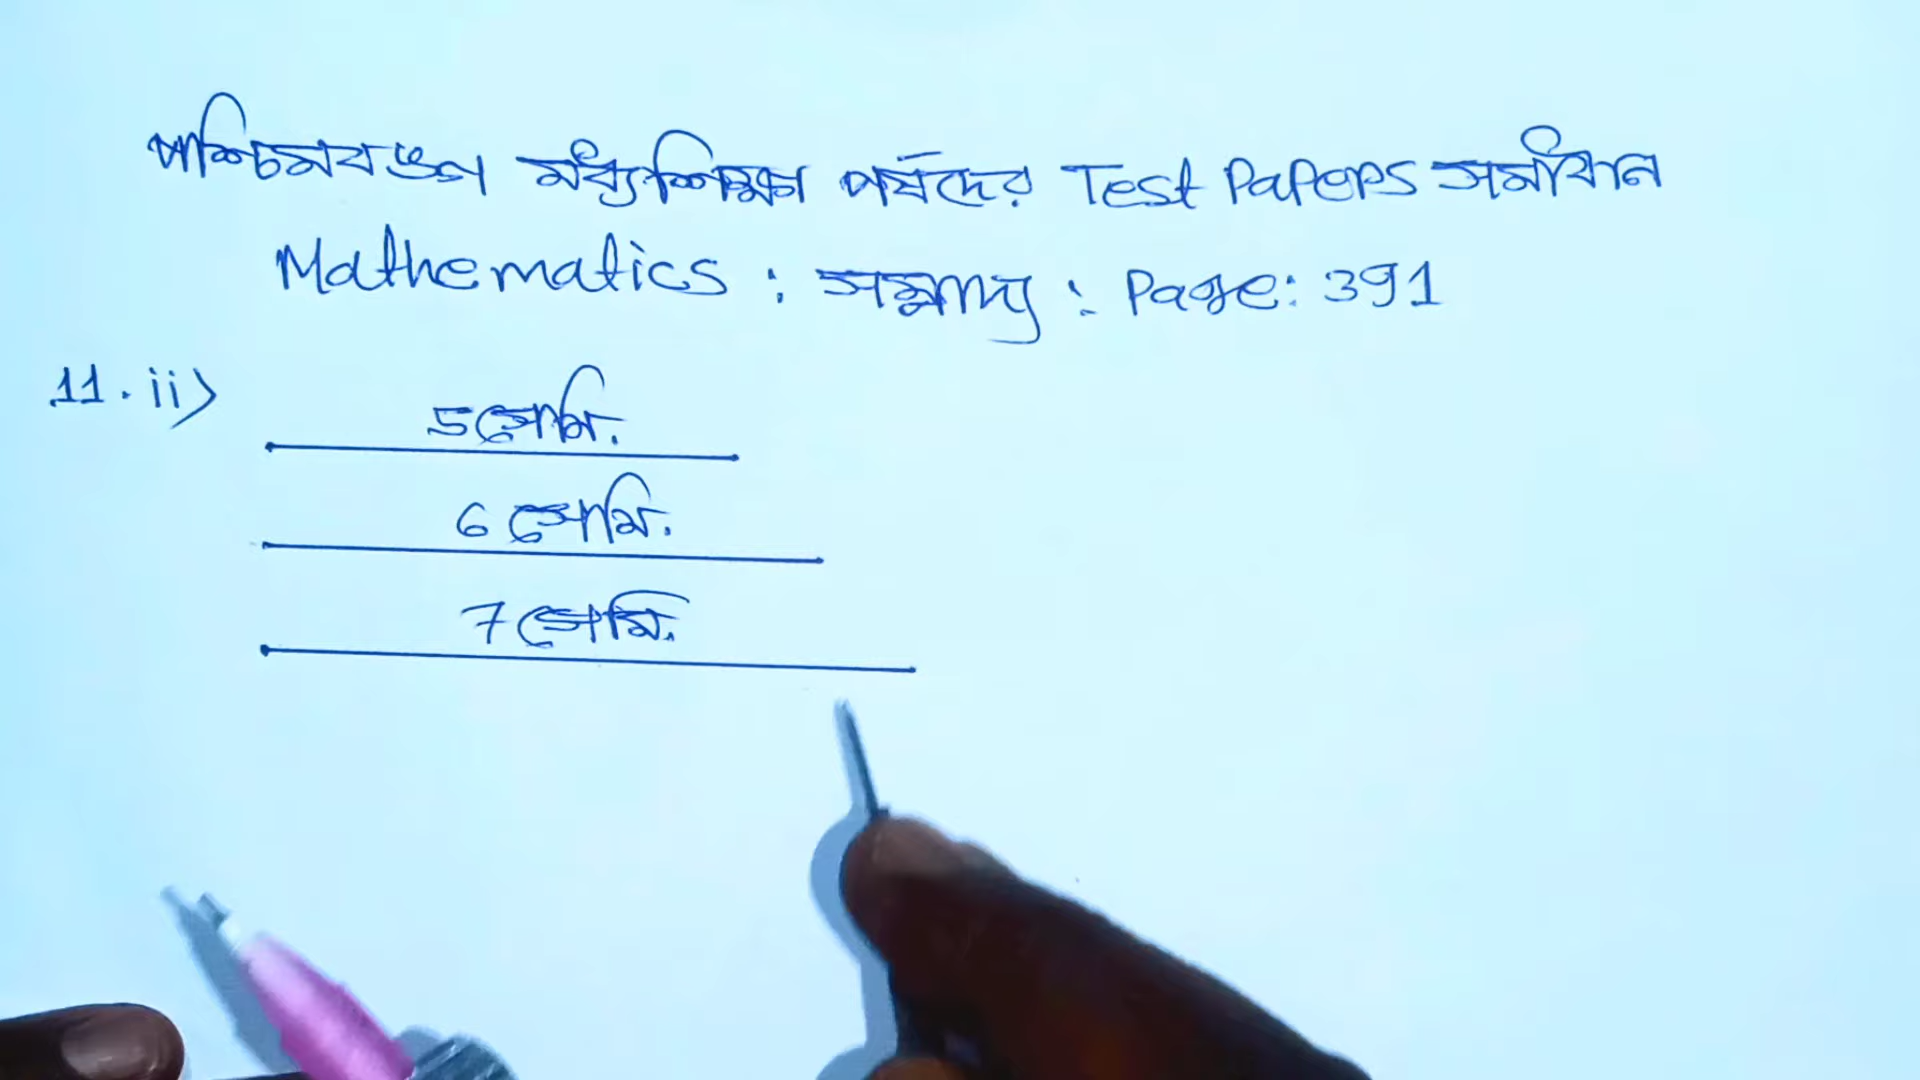 পশ্চিমবঙ্গ মধ্যশিক্ষা পর্ষদের Test Papers সমাধান
Mathematics : সম্পাদ্য : Page: 391
11. ii)
5 সেমি.
6 সেমি.
7 সেমি.